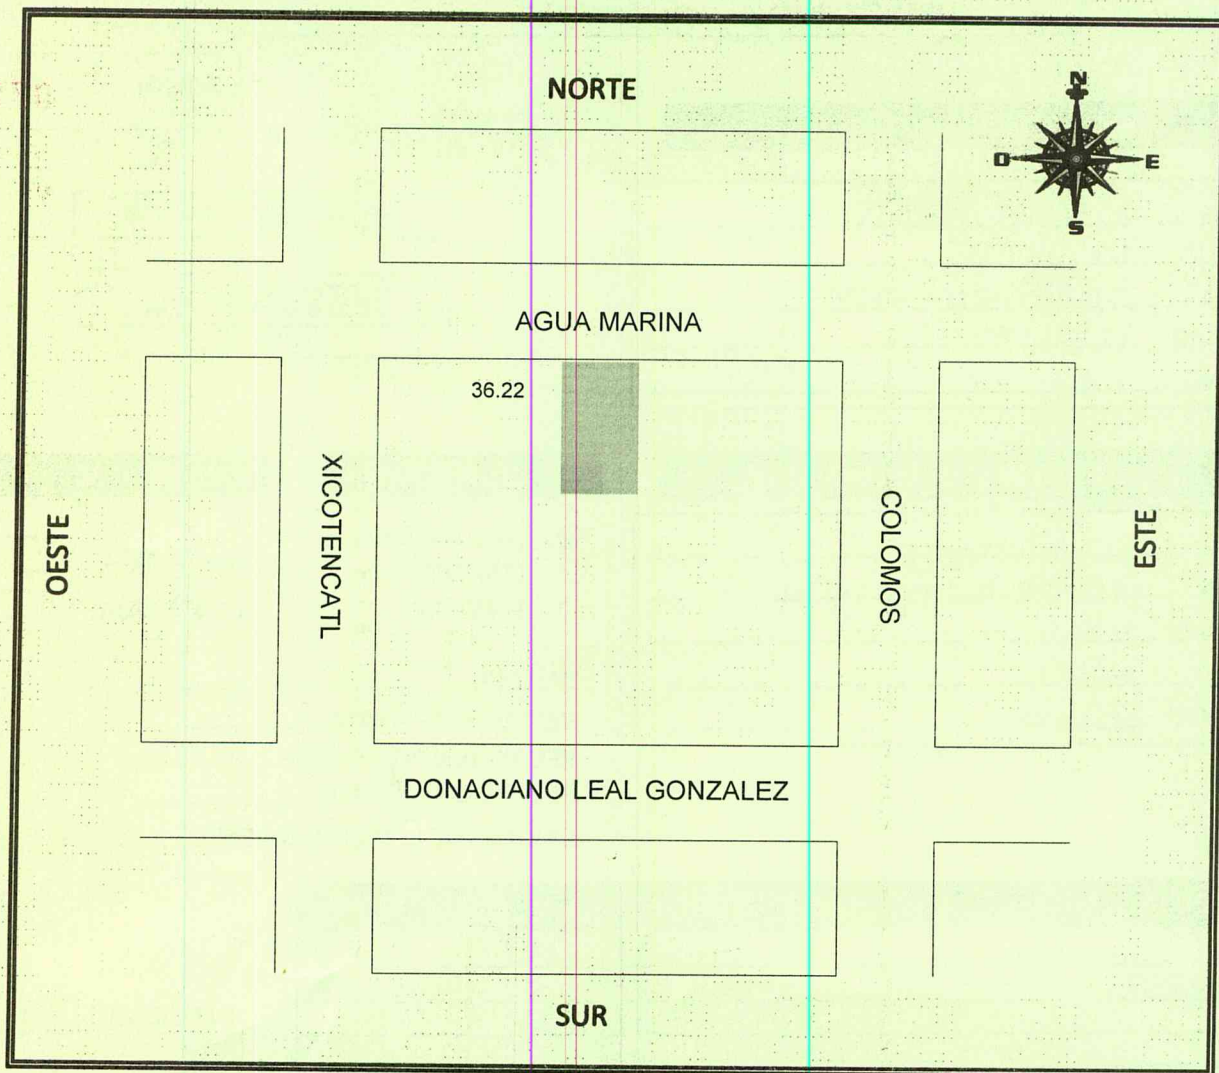 NORTE
N
O
E
S
AGUA MARINA
36.22
XICOTENCATL
COLOMOS
OESTE
ESTE
DONACIANO LEAL GONZALEZ
SUR